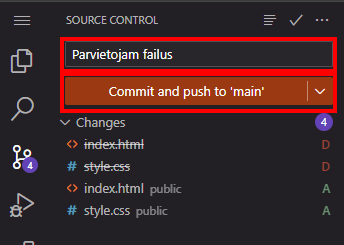 SOURCE CONTROL
Parvietojam failus
Commit and push to 'main'
Changes 4
<> index.html D
# style.css D
4
<> index.html public A
# style.css public A